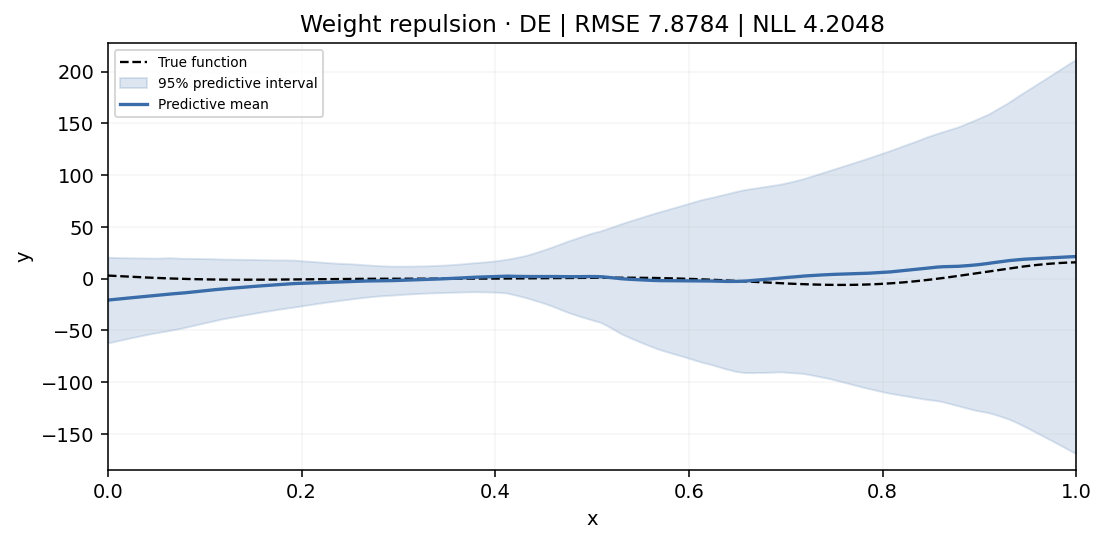 Weight repulsion · DE | RMSE 7.8784 | NLL 4.2048
True function
95% predictive interval
Predictive mean
200
150
100
50
0
−50
−100
−150
y
0.0 0.2 0.4 0.6 0.8 1.0
x